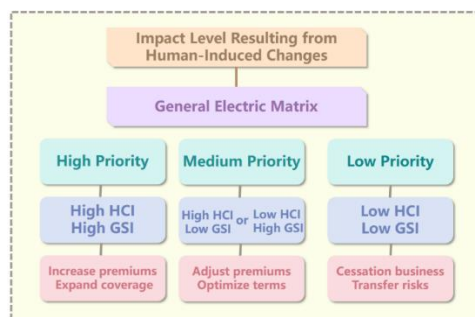 Impact Level Resulting from
Human-Induced Changes
General Electric Matrix
High Priority
Medium Priority
Low Priority
High HCI
High GSI
High HCI
Low GSI
or
Low HCI
High GSI
Low HCI
Low GSI
Increase premiums
Expand coverage
Adjust premiums
Optimize terms
Cessation business
Transfer risks